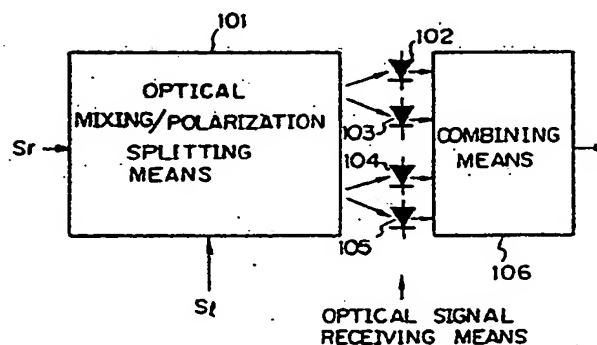 101
102
OPTICAL
MIXING/POLARIZATION
SPLITTING
MEANS
103
104
105
COMBINING
MEANS
Sr
Sℓ
106
OPTICAL SIGNAL
RECEIVING MEANS